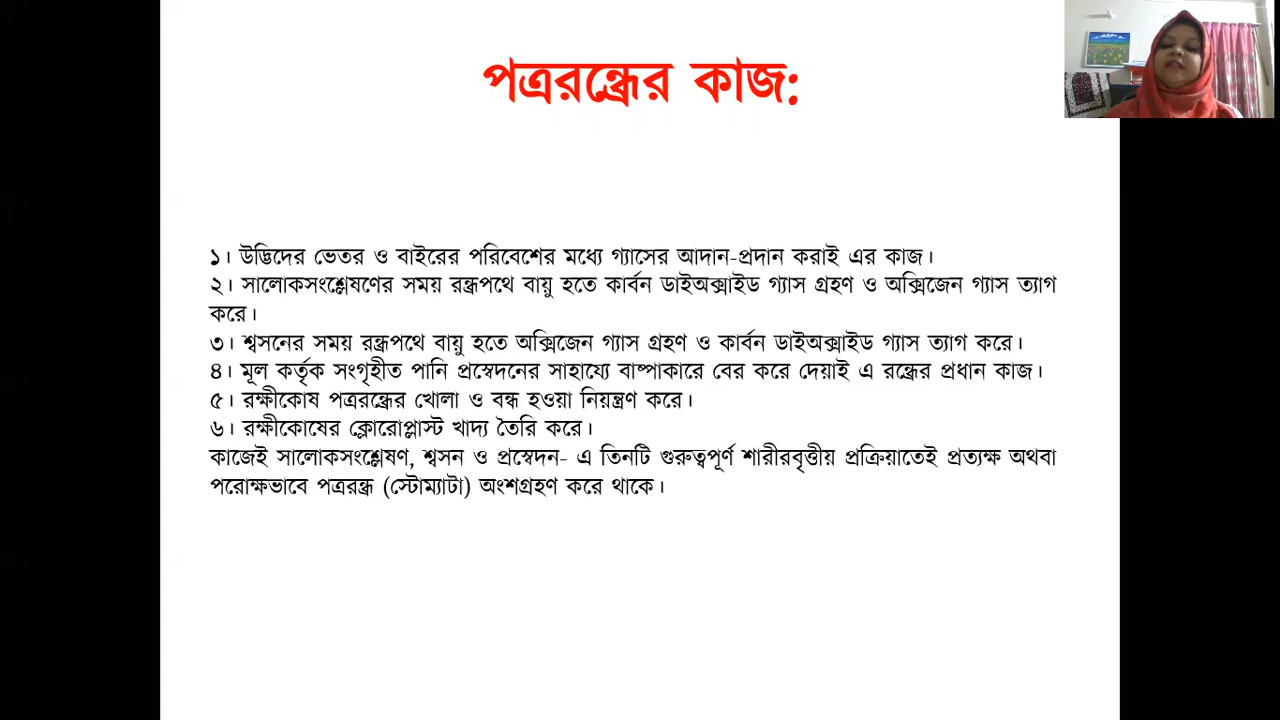 পত্ররন্ধ্রের কাজ:
১। উদ্ভিদের ভেতর ও বাইরের পরিবেশের মধ্যে গ্যাসের আদান-প্রদান করাই এর কাজ।
২। সালোকসংশ্লেষণের সময় রন্ধ্রপথে বায়ু হতে কার্বন ডাইঅক্সাইড গ্যাস গ্রহণ ও অক্সিজেন গ্যাস ত্যাগ
করে।
৩। শ্বসনের সময় রন্ধ্রপথে বায়ু হতে অক্সিজেন গ্যাস গ্রহণ ও কার্বন ডাইঅক্সাইড গ্যাস ত্যাগ করে।
৪। মূল কর্তৃক সংগৃহীত পানি প্রস্বেদনের সাহায্যে বাষ্পাকারে বের করে দেয়াই এ রন্ধ্রের প্রধান কাজ।
৫। রক্ষীকোষ পত্ররন্ধ্রের খোলা ও বন্ধ হওয়া নিয়ন্ত্রণ করে।
৬। রক্ষীকোষের ক্লোরোপ্লাস্ট খাদ্য তৈরি করে।
কাজেই সালোকসংশ্লেষণ, শ্বসন ও প্রস্বেদন- এ তিনটি গুরুত্বপূর্ণ শারীরবৃত্তীয় প্রক্রিয়াতেই প্রত্যক্ষ অথবা
পরোক্ষভাবে পত্ররন্ধ্র (স্টোম্যাটা) অংশগ্রহণ করে থাকে।